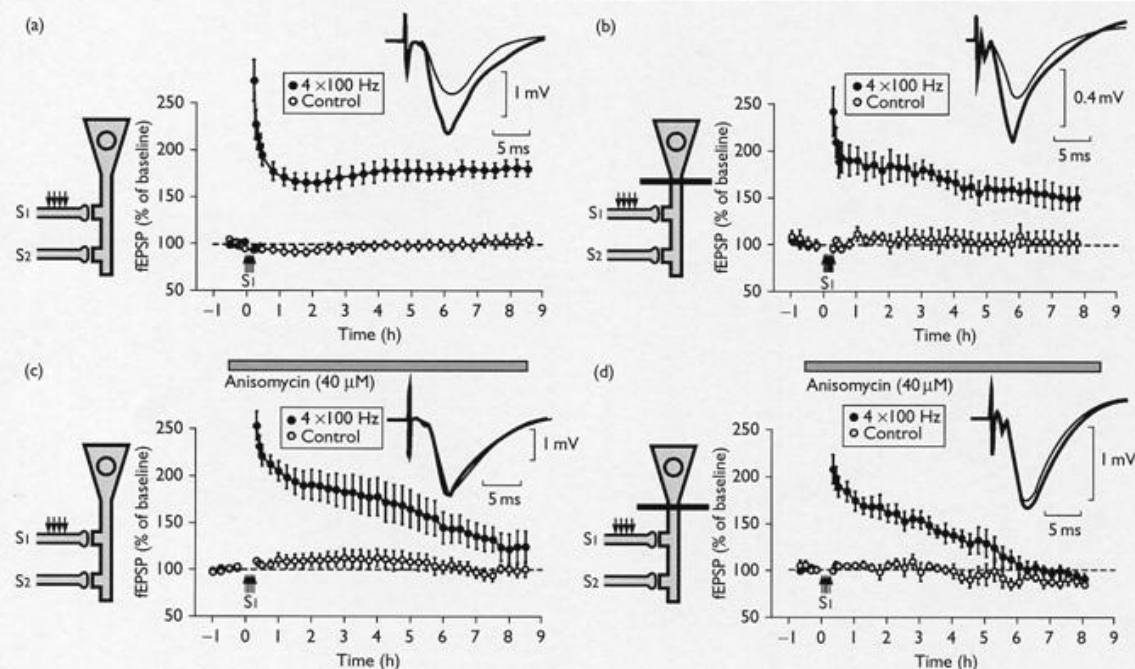 (a)
4 ×100 Hz
Control
1 mV
5 ms
fEPSP (% of baseline)
250
200
150
100
50
S1
S2
S1
−1 0 1 2 3 4 5 6 7 8 9
Time (h)
(b)
4 ×100 Hz
Control
0.4 mV
5 ms
fEPSP (% of baseline)
250
200
150
100
50
S1
S2
S1
−1 0 1 2 3 4 5 6 7 8 9
Time (h)
(c)
Anisomycin (40 μM)
4 ×100 Hz
Control
1 mV
5 ms
fEPSP (% of baseline)
250
200
150
100
50
S1
S2
S1
−1 0 1 2 3 4 5 6 7 8 9
Time (h)
(d)
Anisomycin (40 μM)
4 ×100 Hz
Control
1 mV
5 ms
fEPSP (% of baseline)
250
200
150
100
50
S1
S2
S1
−1 0 1 2 3 4 5 6 7 8 9
Time (h)